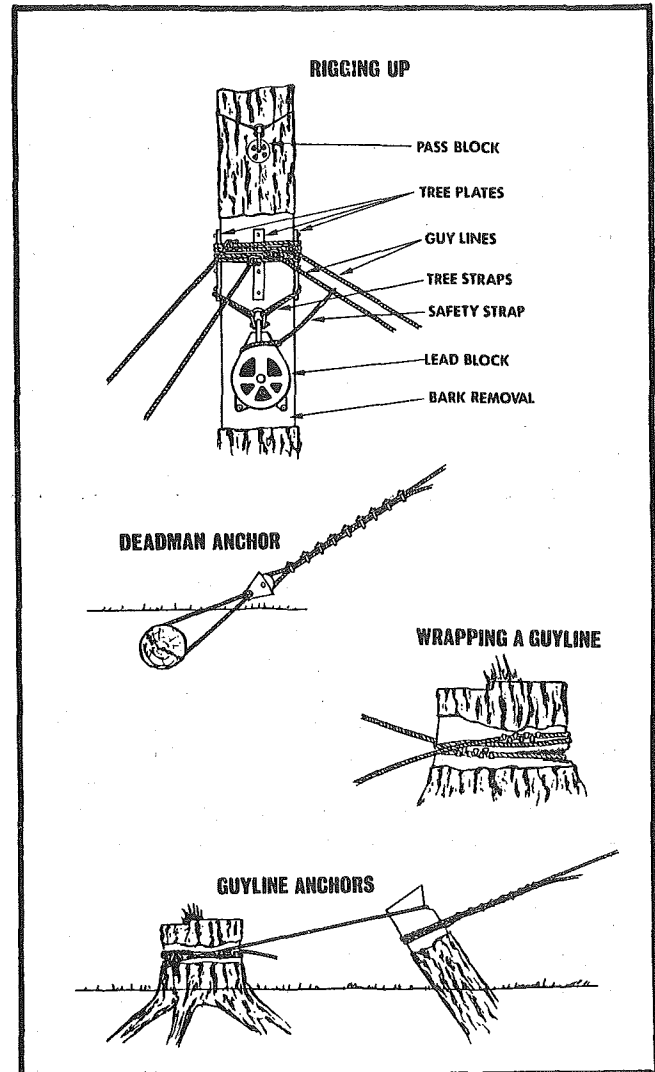 RIGGING UP
PASS BLOCK
TREE PLATES
GUY LINES
TREE STRAPS
SAFETY STRAP
LEAD BLOCK
BARK REMOVAL
DEADMAN ANCHOR
WRAPPING A GUYLINE
GUYLINE ANCHORS